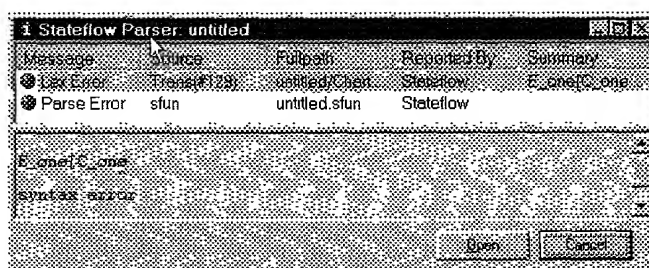 Stateflow Parser: untitled
Message Source Fullpath Reported By Summary
Lex Error Trans(#129) untitled/Chart Stateflow E_one[C_one
Parse Error sfun untitled.sfun Stateflow
E_one[C_one
syntax error
Open Cancel